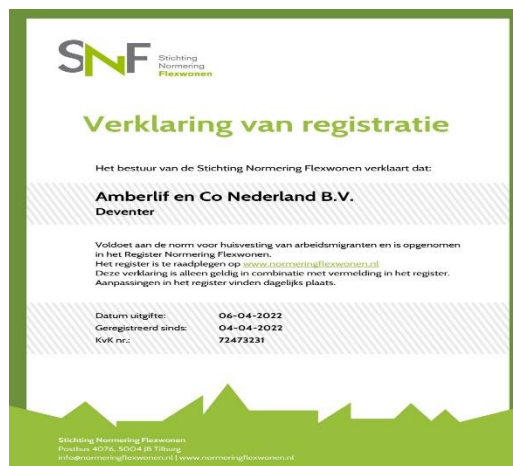 SNF
Stichting
Normering
Flexwonen
Verklaring van registratie
Het bestuur van de Stichting Normering Flexwonen verklaart dat:
Amberlif en Co Nederland B.V.
Deventer
Voldoet aan de norm voor huisvesting van arbeidsmigranten en is opgenomen
in het Register Normering Flexwonen.
Het register is te raadplegen op www.normeringflexwonen.nl
Deze verklaring is alleen geldig in combinatie met vermelding in het register.
Aanpassingen in het register vinden dagelijks plaats.
Datum uitgifte: 06-04-2022
Geregistreerd sinds: 04-04-2022
KvK nr.: 72473231
Stichting Normering Flexwonen
Postbus 4076, 5004 JB Tilburg
info@normeringflexwonen.nl | www.normeringflexwonen.nl